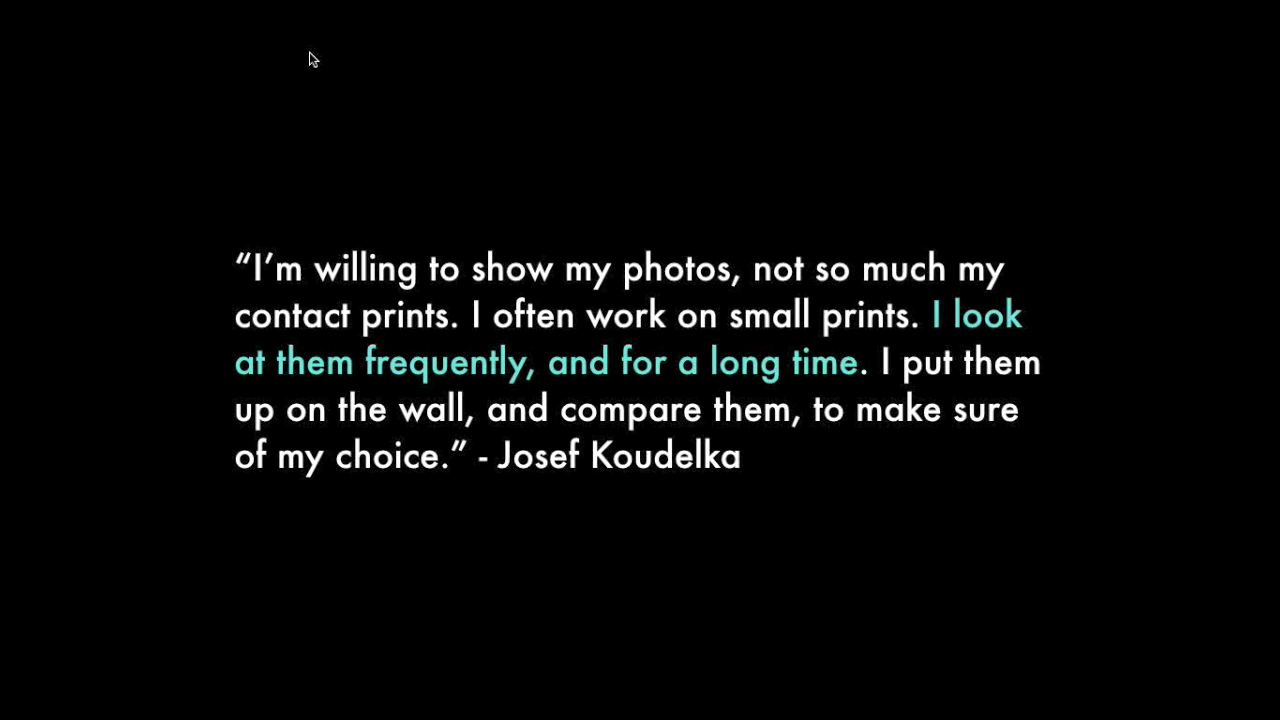 “I’m willing to show my photos, not so much my
contact prints. I often work on small prints. I look
at them frequently, and for a long time. I put them
up on the wall, and compare them, to make sure
of my choice.” - Josef Koudelka